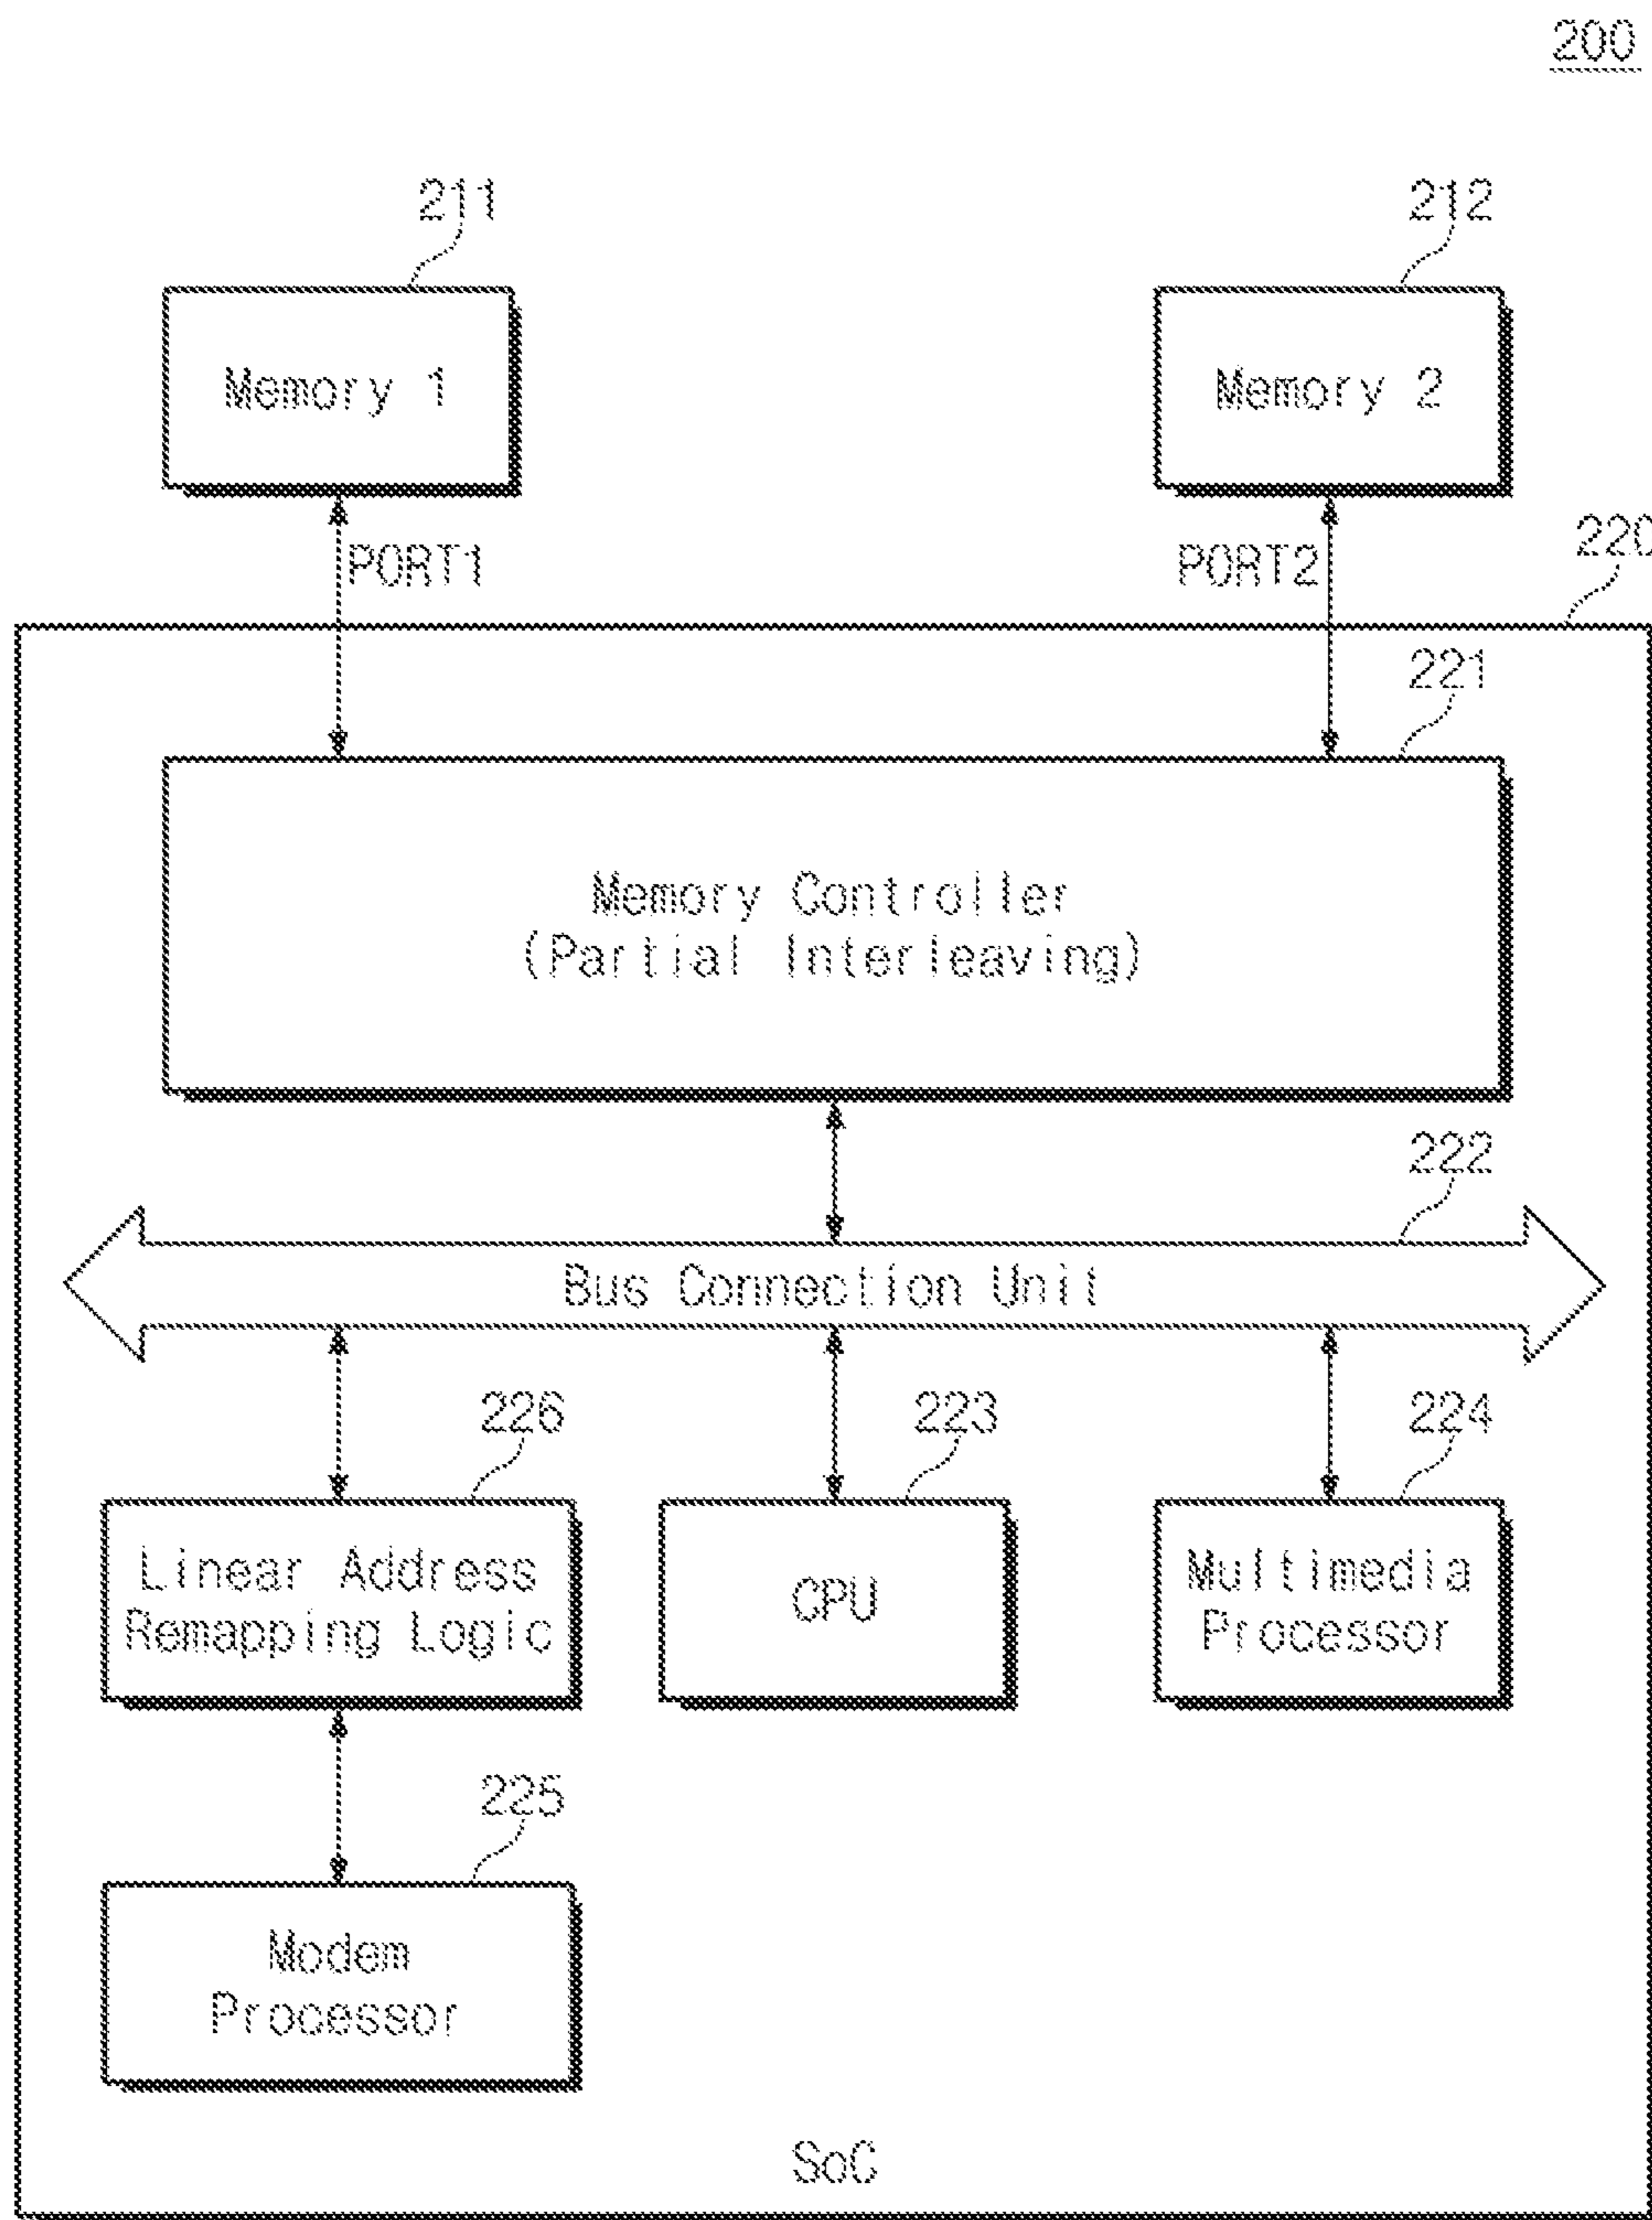 200
211
212
Memory 1
Memory 2
PORT1
PORT2
220
221
Memory Controller
(Partial Interleaving)
222
Bus Connection Unit
226
223
224
Linear Address
Remapping Logic
CPU
Multimedia
Processor
225
Modem
Processor
SoC